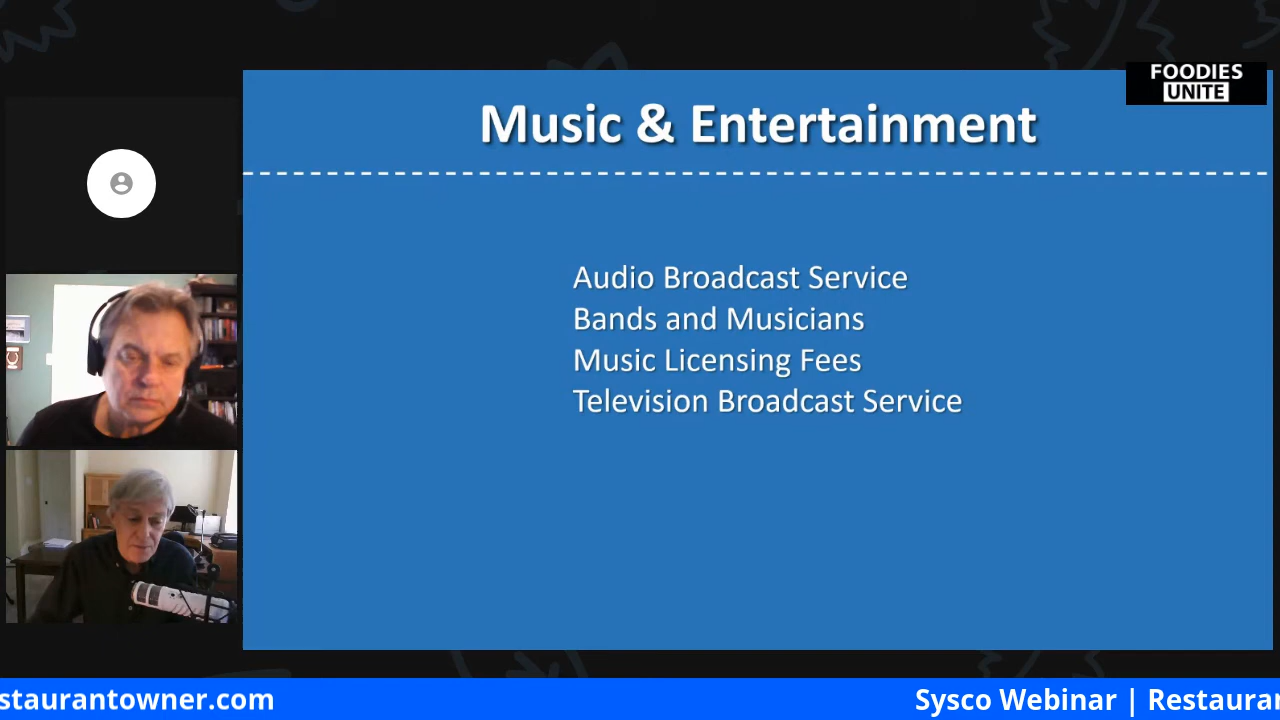 FOODIES
UNITE
Music & Entertainment
Audio Broadcast Service
Bands and Musicians
Music Licensing Fees
Television Broadcast Service
staurantowner.com
Sysco Webinar | Restaura